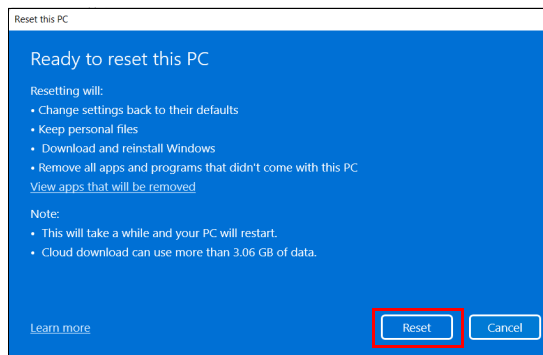 Reset this PC
Ready to reset this PC
Resetting will:
• Change settings back to their defaults
• Keep personal files
• Download and reinstall Windows
• Remove all apps and programs that didn't come with this PC
View apps that will be removed
Note:
• This will take a while and your PC will restart.
• Cloud download can use more than 3.06 GB of data.
Learn more
Reset
Cancel